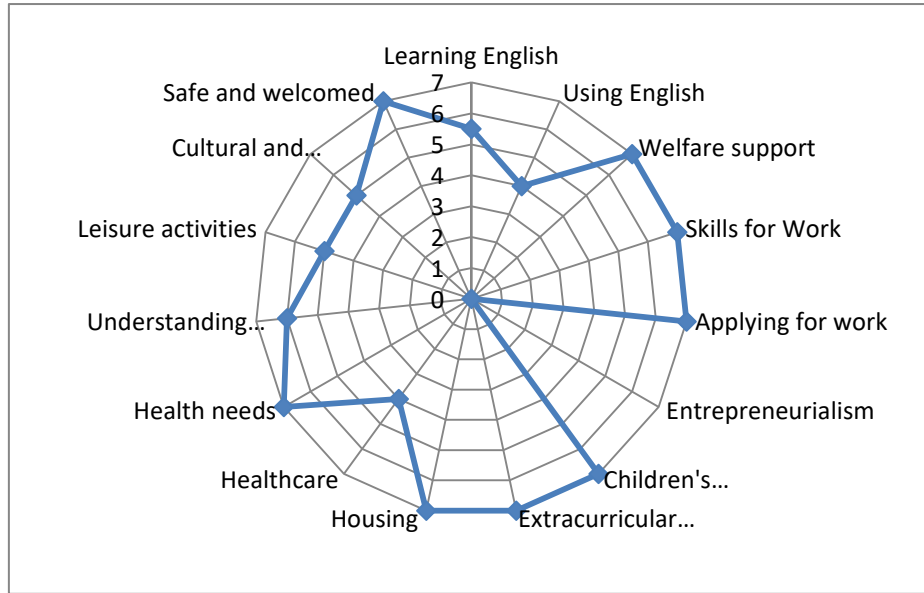 Learning English
Using English
Welfare support
Skills for Work
Applying for work
Entrepreneurialism
Children's...
Extracurricular...
Housing
Healthcare
Health needs
Understanding...
Leisure activities
Cultural and...
Safe and welcomed
7
6
5
4
3
2
1
0